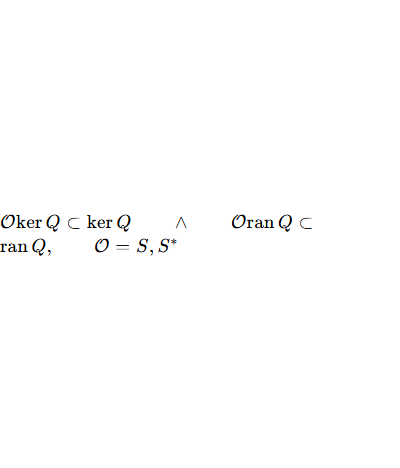 𝒪ker Q ⊂ ker Q ∧ 𝒪ran Q ⊂
ran Q, 𝒪 = S, S*